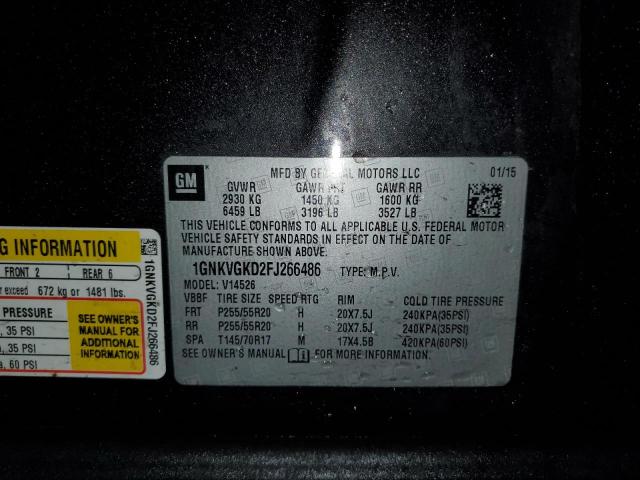 GM
MFD BY GENERAL MOTORS LLC
01/15
GVWR GAWR FRT GAWR RR
2930 KG 1450 KG 1600 KG
6459 LB 3196 LB 3527 LB
THIS VEHICLE CONFORMS TO ALL APPLICABLE U.S. FEDERAL MOTOR
VEHICLE SAFETY STANDARDS IN EFFECT ON THE DATE OF
MANUFACTURE SHOWN ABOVE.
1GNKVGKD2FJ266486 TYPE: M.P.V.
MODEL: V14526
VBBF TIRE SIZE SPEED RTG RIM COLD TIRE PRESSURE
FRT P255/55R20 H 20X7.5J 240KPA(35PSI)
RR P255/55R20 H 20X7.5J 240KPA(35PSI)
SPA T145/70R17 M 17X4.5B 420KPA(60PSI)
SEE OWNER'S MANUAL FOR MORE INFORMATION.
G INFORMATION
FRONT 2 REAR 6
exceed 672 kg or 1481 lbs.
PRESSURE
35 PSI
35 PSI
60 PSI
SEE OWNER'S
MANUAL FOR
ADDITIONAL
INFORMATION
1GNKVGKD2FJ266486